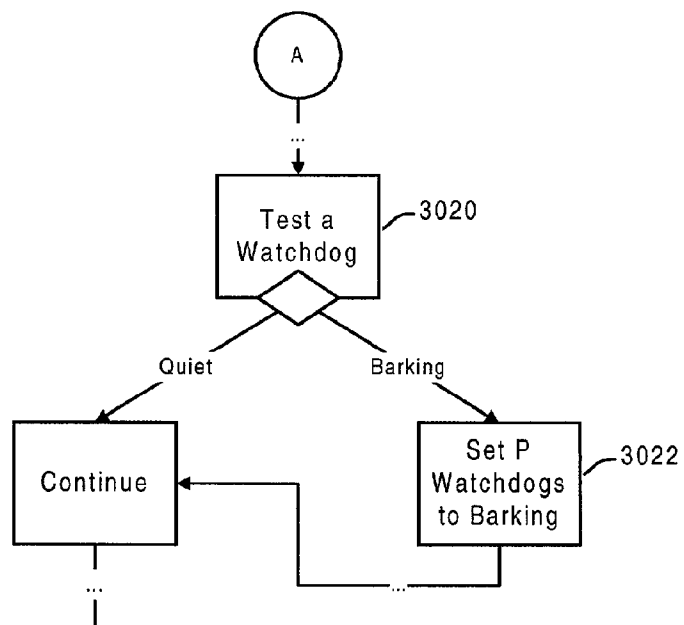 A
...
Test a
Watchdog
3020
Quiet
Barking
Continue
Set P
Watchdogs
to Barking
3022
...
...